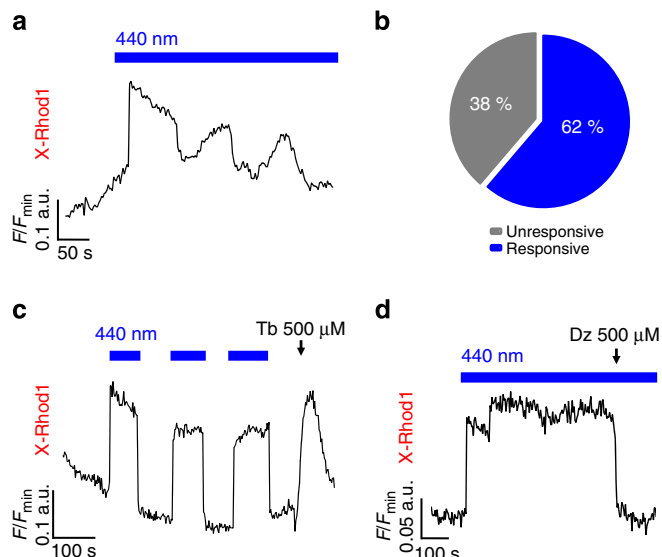 a
440 nm
X-Rhod1
F/Fmin
0.1 a.u.
50 s
b
38 %
62 %
Unresponsive
Responsive
c
440 nm
Tb 500 μM
X-Rhod1
F/Fmin
0.1 a.u.
100 s
d
Dz 500 μM
440 nm
X-Rhod1
F/Fmin
0.05 a.u.
100 s